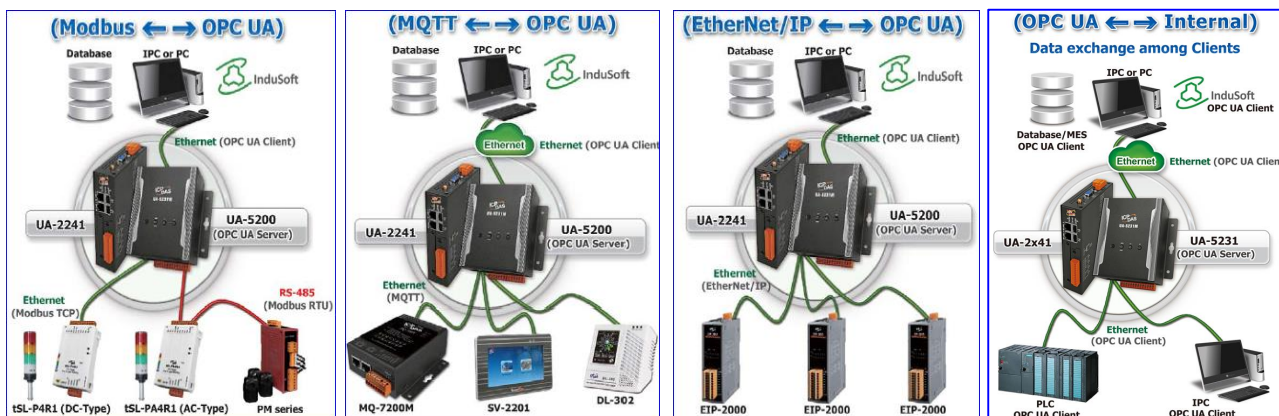 (Modbus ←→ OPC UA)
Database
IPC or PC
InduSoft
Ethernet (OPC UA Client)
UA-2241
UA-5200
(OPC UA Server)
Ethernet
(Modbus TCP)
RS-485
(Modbus RTU)
tSL-P4R1 (DC-Type)
tSL-PA4R1 (AC-Type)
PM series
(MQTT ←→ OPC UA)
Database
IPC or PC
InduSoft
Ethernet
Ethernet (OPC UA Client
UA-2241
UA-5200
(OPC UA Server)
Ethernet
(MQTT)
MQ-7200M
SV-2201
DL-302
(EtherNet/IP ←→ OPC UA)
Database
IPC or PC
InduSoft
Ethernet (OPC UA Client)
UA-2241
UA-5200
(OPC UA Server)
Ethernet
(EtherNet/IP)
EIP-2000
EIP-2000
EIP-2000
(OPC UA ←→ Internal)
Data exchange among Clients
IPC or PC
InduSoft
OPC UA Client
Database/MES
OPC UA Client
Ethernet
Ethernet (OPC UA Clien
UA-2x41
UA-5231
(OPC UA Server)
Ethernet
(OPC UA Client)
PLC
OPC UA Client
IPC
OPC UA Client